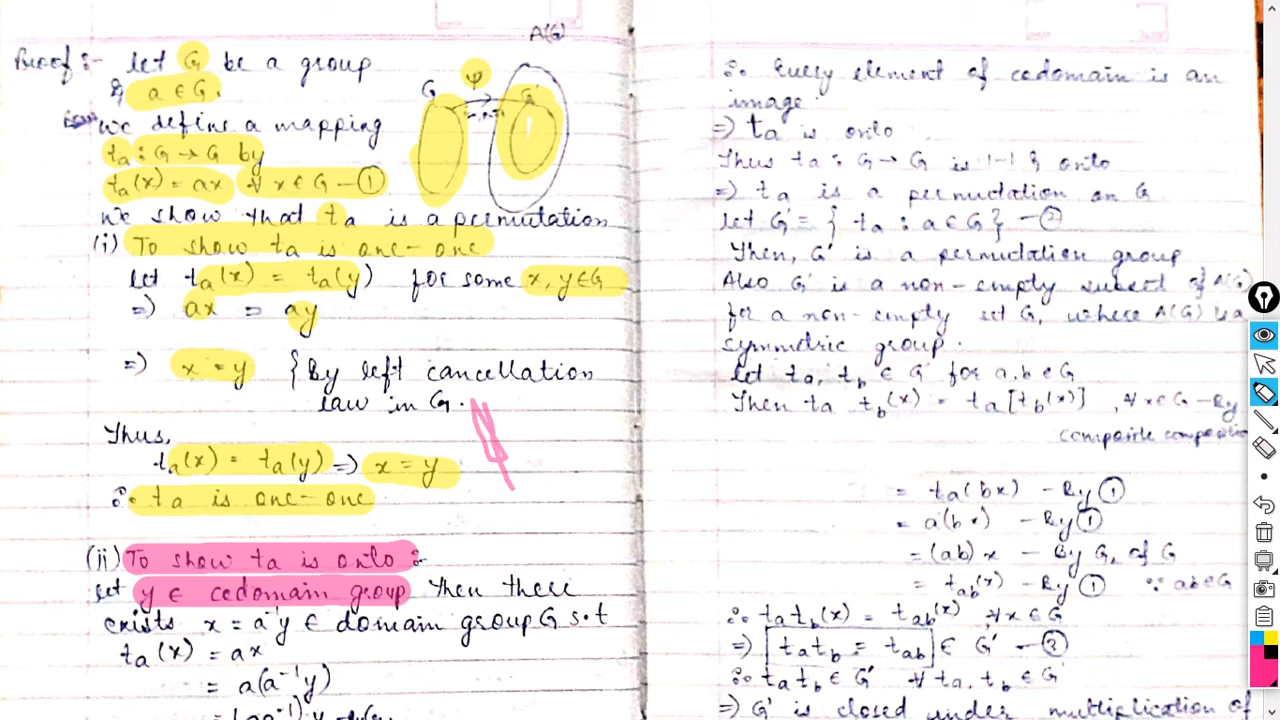 A(G)
Proof :- let G be a group
& a ∈ G.
we define a mapping
ta : G → G by
ta(x) = ax ∀ x ∈ G — ①
We show that ta is a permutation
G φ G'
(i) To show ta is one-one
let ta(x) = ta(y) for some x, y ∈ G
=) ax = ay
=) x = y { By left cancellation
law in G.
Thus,
ta(x) = ta(y) =) x = y
∴ ta is one-one
(ii) To show ta is onto :
let y ∈ codomain group Then there
exists x = a⁻¹y ∈ domain group G s.t
ta(x) = ax
= a(a⁻¹y)
∴ Every element of codomain is an
image.
=) ta is onto
Thus ta : G → G is 1-1 & onto
=) ta is a permutation on G
let G' = { ta : a ∈ G } — ②
Then, G' is a permutation group
Also G' is a non-empty subset of A(G)
for a non-empty set G, where A(G) is a
symmetric group.
let ta, tb ∈ G' for a, b ∈ G
Then ta tb(x) = ta[tb(x)] , ∀ x ∈ G - By
composite
= ta(bx) - By ①
= a(bx) - By ①
= (ab) x - By G2 of G
= tab(x) - By ① ∵ ab ∈ G
∴ ta tb(x) = tab(x) ∀ x ∈ G
=) ta tb = tab ∈ G' — ②
∴ ta tb ∈ G' ∀ ta, tb ∈ G'
=) G' is closed under multiplication of